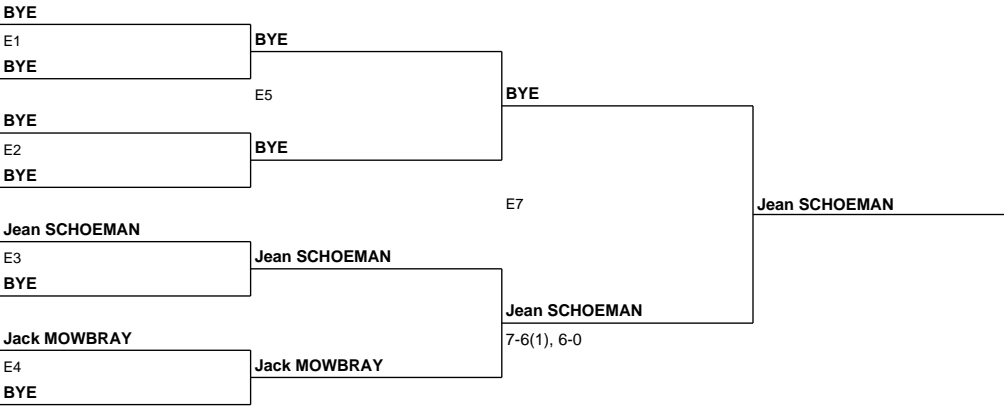 BYE
E1
BYE
BYE
E2
BYE
Jean SCHOEMAN
E3
BYE
Jack MOWBRAY
E4
BYE
BYE
E5
BYE
Jean SCHOEMAN
Jack MOWBRAY
BYE
E7
Jean SCHOEMAN
7-6(1), 6-0
Jean SCHOEMAN